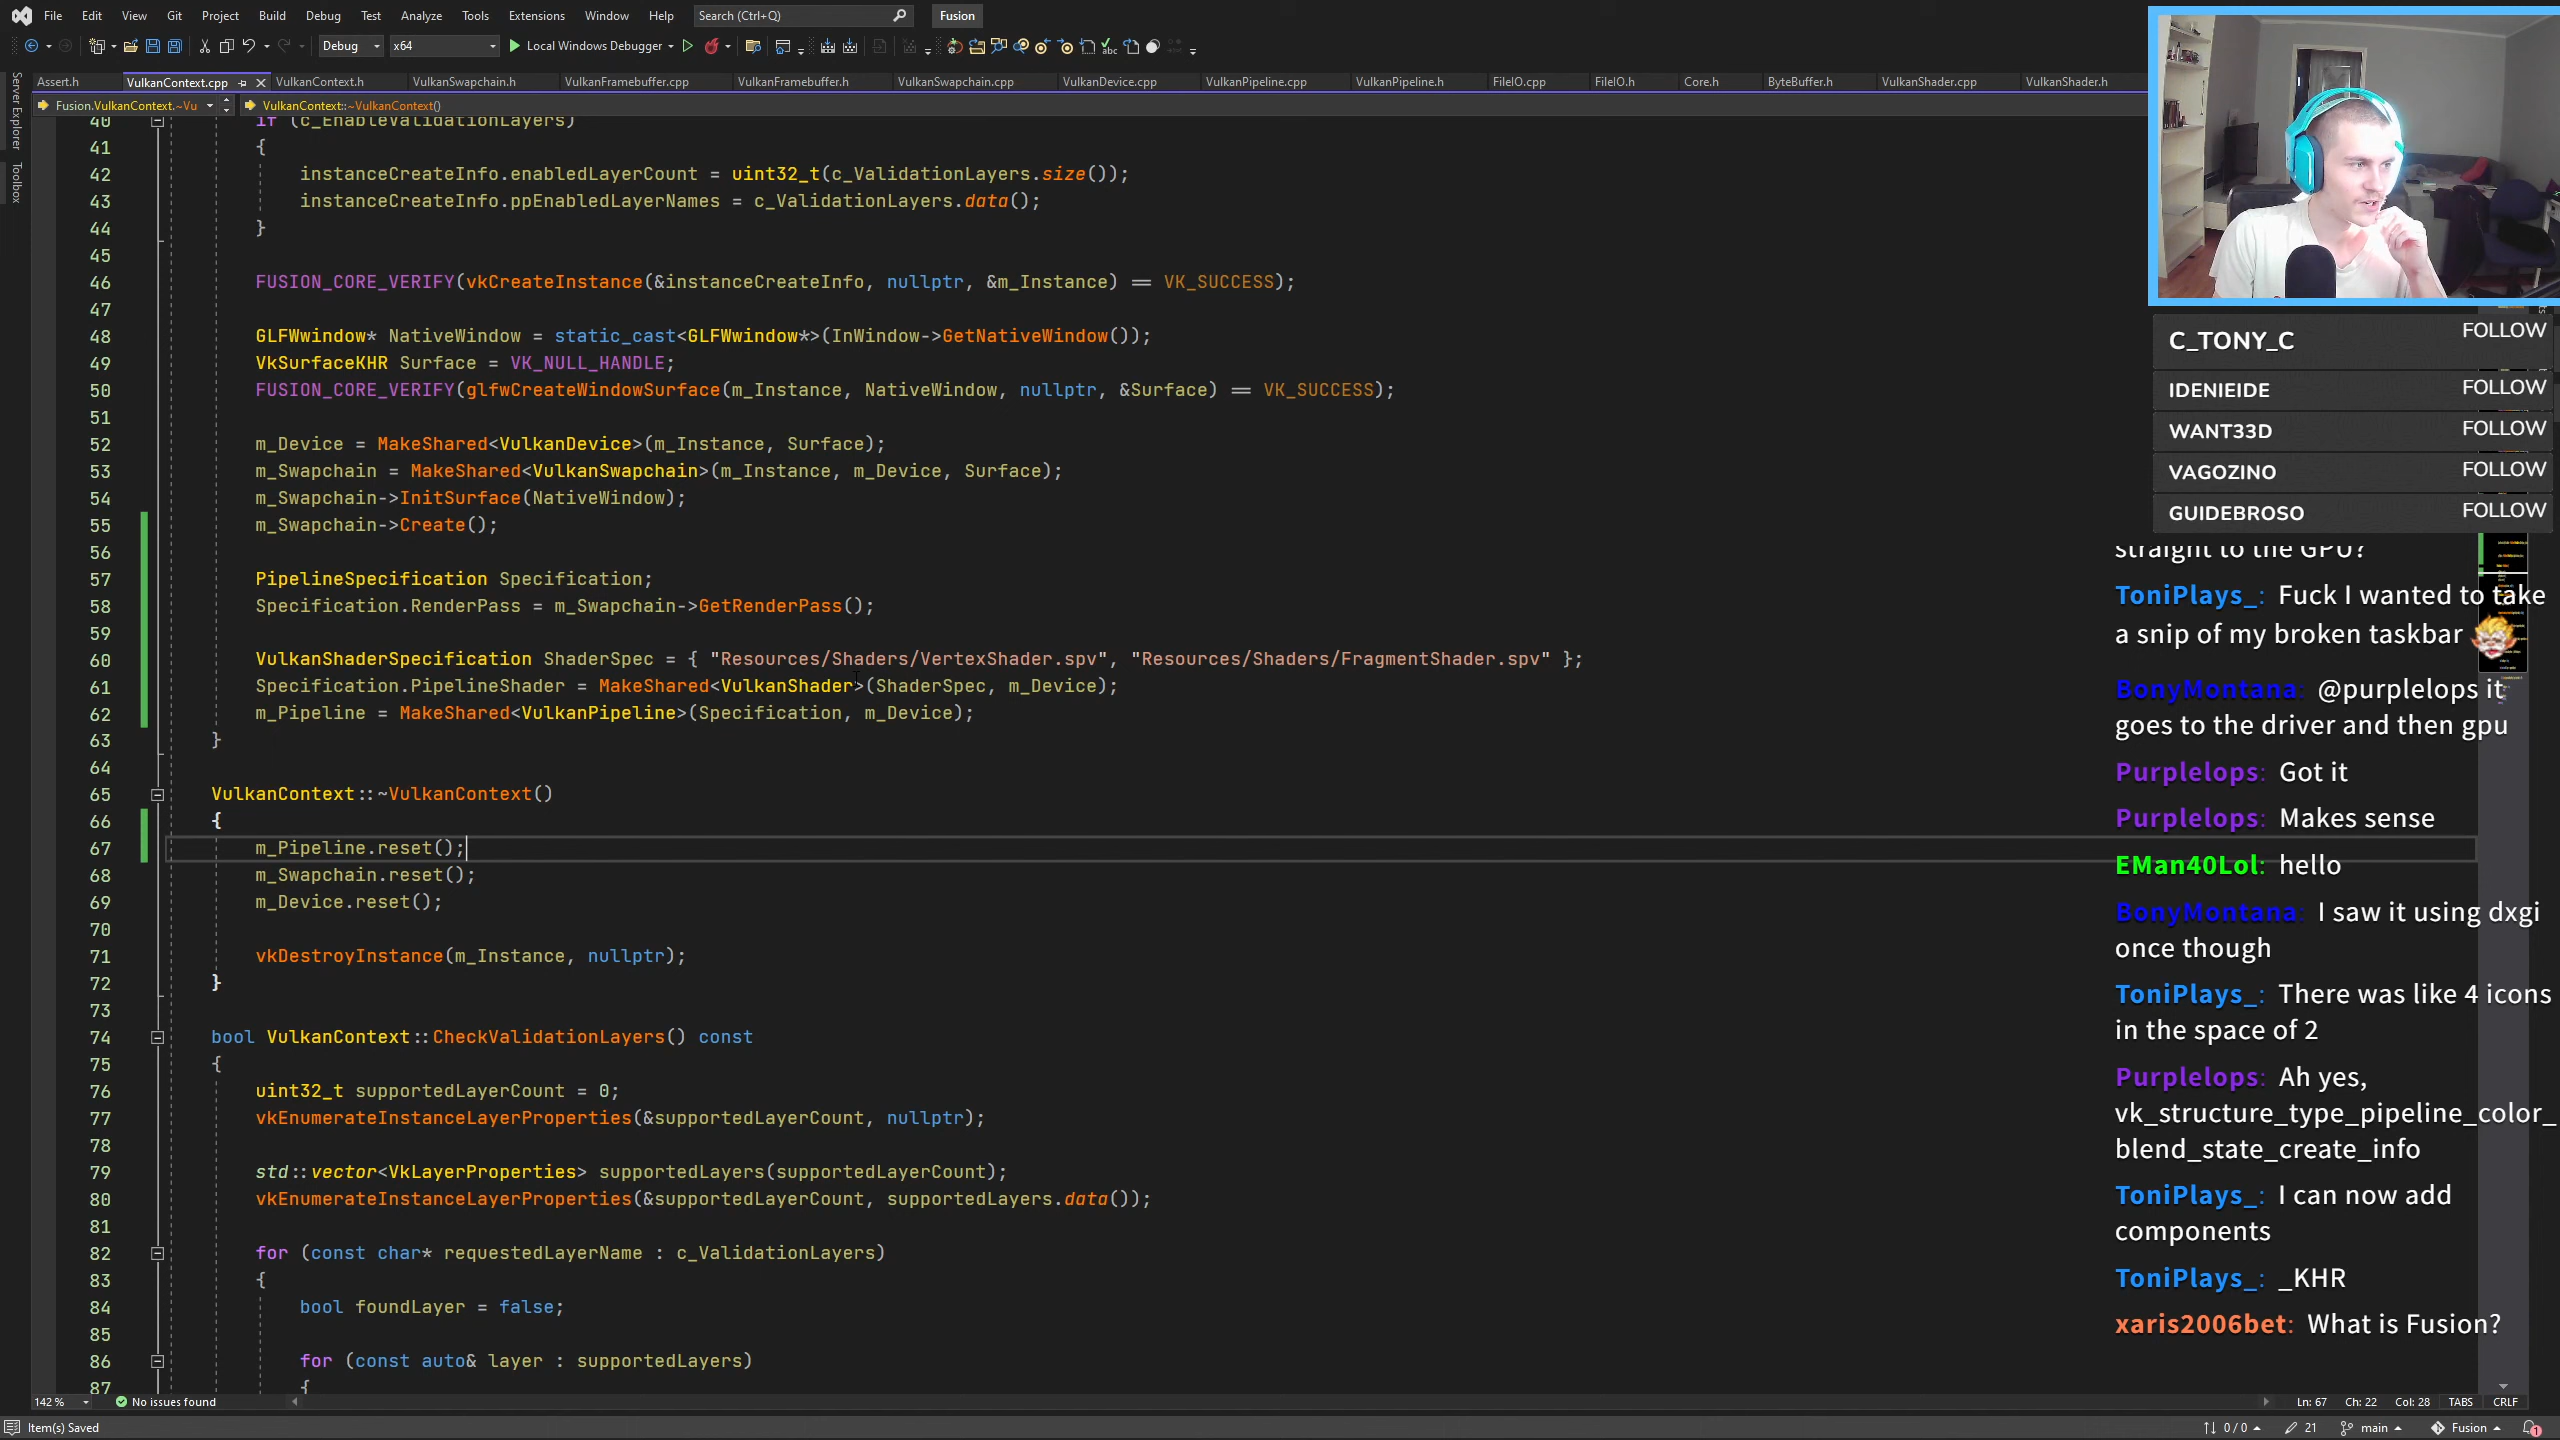 File Edit View Git Project Build Debug Test Analyze Tools Extensions Window Help Search (Ctrl+Q) Fusion
Debug x64 Local Windows Debugger
Assert.h VulkanContext.cpp VulkanContext.h VulkanSwapchain.h VulkanFramebuffer.cpp VulkanFramebuffer.h VulkanSwapchain.cpp VulkanDevice.cpp VulkanPipeline.cpp VulkanPipeline.h FileIO.cpp FileIO.h Core.h ByteBuffer.h VulkanShader.cpp VulkanShader.h
Fusion.VulkanContext.~Vu VulkanContext::~VulkanContext()
Server Explorer
Toolbox
40 if (c_EnableValidationLayers)
41 {
42 instanceCreateInfo.enabledLayerCount = uint32_t(c_ValidationLayers.size());
43 instanceCreateInfo.ppEnabledLayerNames = c_ValidationLayers.data();
44 }
45
46 FUSION_CORE_VERIFY(vkCreateInstance(&instanceCreateInfo, nullptr, &m_Instance) == VK_SUCCESS);
47
48 GLFWwindow* NativeWindow = static_cast<GLFWwindow*>(InWindow->GetNativeWindow());
49 VkSurfaceKHR Surface = VK_NULL_HANDLE;
50 FUSION_CORE_VERIFY(glfwCreateWindowSurface(m_Instance, NativeWindow, nullptr, &Surface) == VK_SUCCESS);
51
52 m_Device = MakeShared<VulkanDevice>(m_Instance, Surface);
53 m_Swapchain = MakeShared<VulkanSwapchain>(m_Instance, m_Device, Surface);
54 m_Swapchain->InitSurface(NativeWindow);
55 m_Swapchain->Create();
56
57 PipelineSpecification Specification;
58 Specification.RenderPass = m_Swapchain->GetRenderPass();
59
60 VulkanShaderSpecification ShaderSpec = { "Resources/Shaders/VertexShader.spv", "Resources/Shaders/FragmentShader.spv" };
61 Specification.PipelineShader = MakeShared<VulkanShader>(ShaderSpec, m_Device);
62 m_Pipeline = MakeShared<VulkanPipeline>(Specification, m_Device);
63 }
64
65 VulkanContext::~VulkanContext()
66 {
67 m_Pipeline.reset();
68 m_Swapchain.reset();
69 m_Device.reset();
70
71 vkDestroyInstance(m_Instance, nullptr);
72 }
73
74 bool VulkanContext::CheckValidationLayers() const
75 {
76 uint32_t supportedLayerCount = 0;
77 vkEnumerateInstanceLayerProperties(&supportedLayerCount, nullptr);
78
79 std::vector<VkLayerProperties> supportedLayers(supportedLayerCount);
80 vkEnumerateInstanceLayerProperties(&supportedLayerCount, supportedLayers.data());
81
82 for (const char* requestedLayerName : c_ValidationLayers)
83 {
84 bool foundLayer = false;
85
86 for (const auto& layer : supportedLayers)
87 {
C_TONY_C FOLLOW
IDENIEIDE FOLLOW
WANT33D FOLLOW
VAGOZINO FOLLOW
GUIDEBROSO FOLLOW
straight to the GPU?
ToniPlays_: Fuck I wanted to take
a snip of my broken taskbar
BonyMontana: @purplelops it
goes to the driver and then gpu
Purplelops: Got it
Purplelops: Makes sense
EMan40Lol: hello
BonyMontana: I saw it using dxgi
once though
ToniPlays_: There was like 4 icons
in the space of 2
Purplelops: Ah yes,
vk_structure_type_pipeline_color_
blend_state_create_info
ToniPlays_: I can now add
components
ToniPlays_: _KHR
xaris2006bet: What is Fusion?
142 % No issues found Ln: 67 Ch: 22 Col: 28 TABS CRLF
Item(s) Saved 0 / 0 21 main Fusion 1